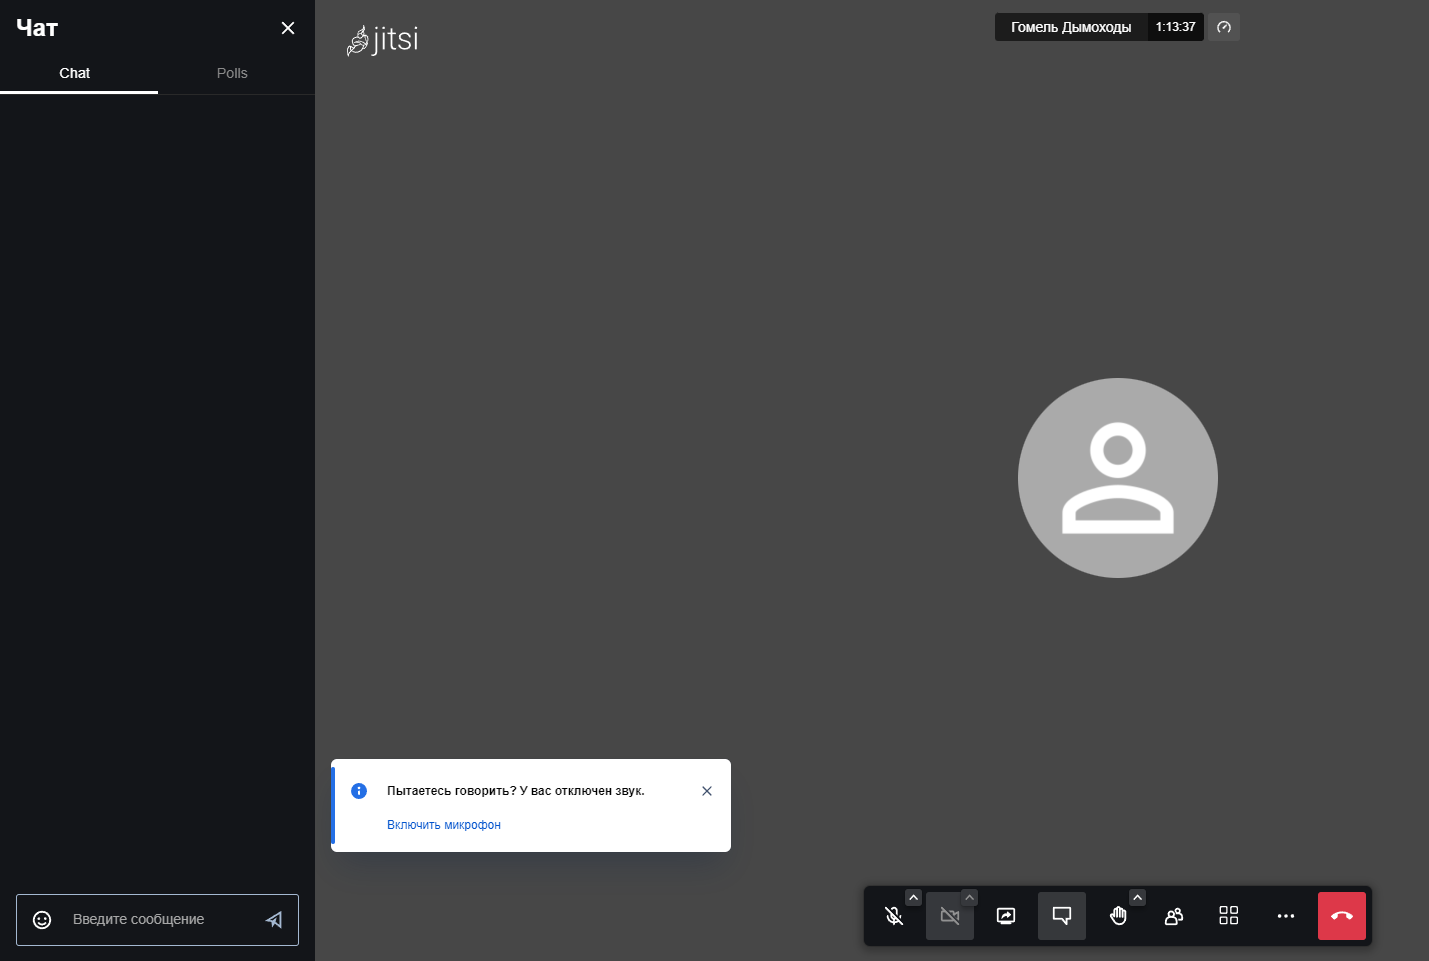 Чат
Chat
Polls
jitsi
Гомель Дымоходы
1:13:37
Пытаетесь говорить? У вас отключен звук.
Включить микрофон
Введите сообщение